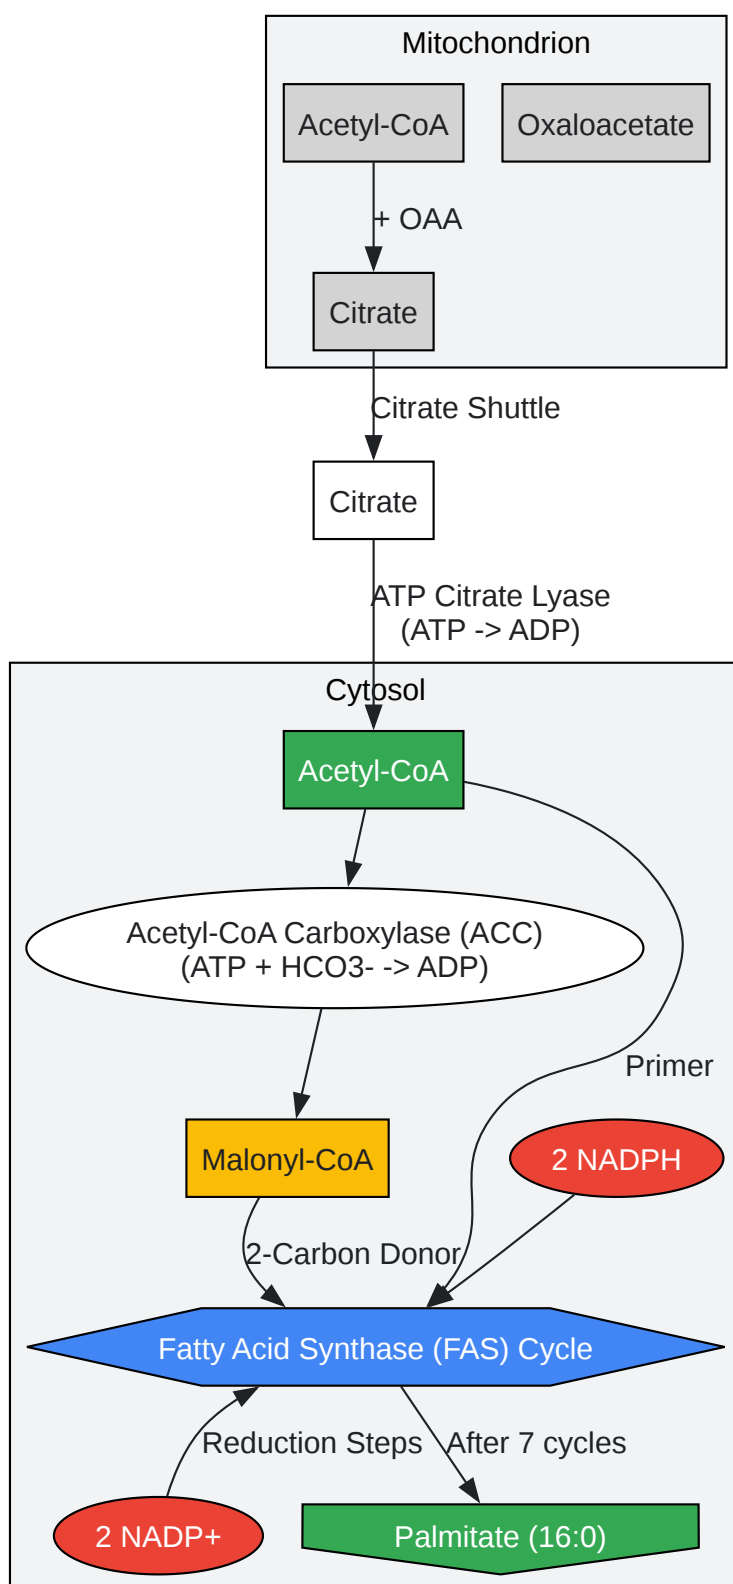 Mitochondrion
Acetyl-CoA
Oxaloacetate
+ OAA
Citrate
Citrate Shuttle
Citrate
ATP Citrate Lyase
(ATP -> ADP)
Cytosol
Acetyl-CoA
Acetyl-CoA Carboxylase (ACC)
(ATP + HCO3- -> ADP)
Primer
Malonyl-CoA
2 NADPH
2-Carbon Donor
Fatty Acid Synthase (FAS) Cycle
Reduction Steps
After 7 cycles
2 NADP+
Palmitate (16:0)